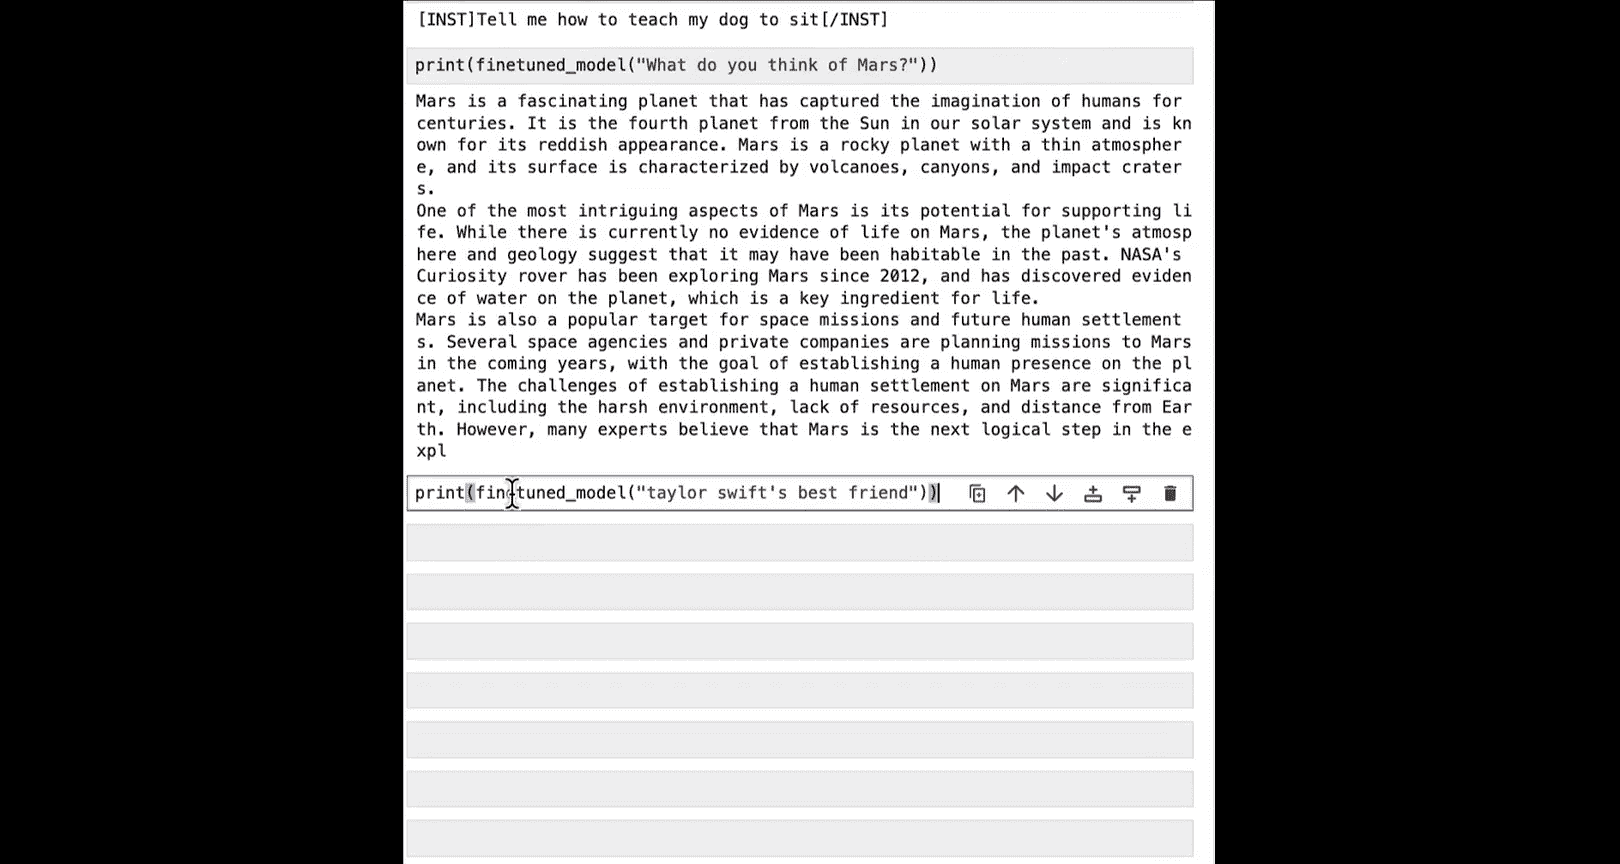 [INST]Tell me how to teach my dog to sit[/INST]
print(finetuned_model("What do you think of Mars?"))
Mars is a fascinating planet that has captured the imagination of humans for
centuries. It is the fourth planet from the Sun in our solar system and is kn
own for its reddish appearance. Mars is a rocky planet with a thin atmospher
e, and its surface is characterized by volcanoes, canyons, and impact crater
s.
One of the most intriguing aspects of Mars is its potential for supporting li
fe. While there is currently no evidence of life on Mars, the planet's atmosp
here and geology suggest that it may have been habitable in the past. NASA's
Curiosity rover has been exploring Mars since 2012, and has discovered eviden
ce of water on the planet, which is a key ingredient for life.
Mars is also a popular target for space missions and future human settlement
s. Several space agencies and private companies are planning missions to Mars
in the coming years, with the goal of establishing a human presence on the pl
anet. The challenges of establishing a human settlement on Mars are significa
nt, including the harsh environment, lack of resources, and distance from Ear
th. However, many experts believe that Mars is the next logical step in the e
xpl
print(finetuned_model("taylor swift's best friend"))